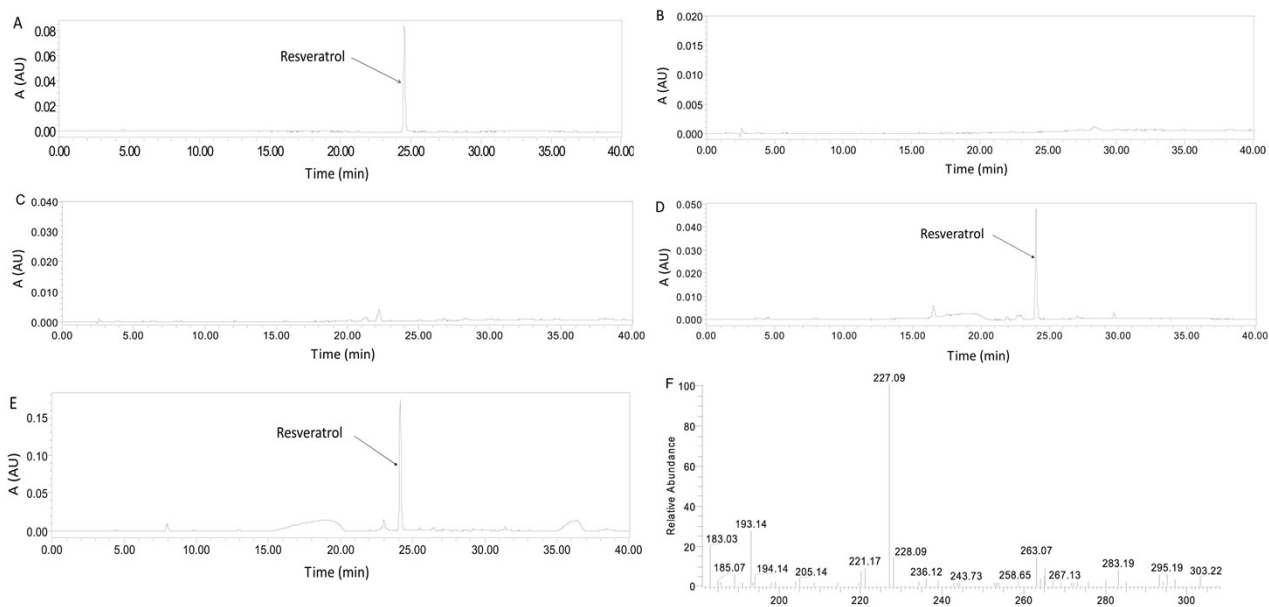 A
0.08
0.06
0.04
0.02
0.00
A (AU)
Resveratrol
0.00 5.00 10.00 15.00 20.00 25.00 30.00 35.00 40.00
Time (min)
B
0.020
0.015
0.010
0.005
0.000
A (AU)
0.00 5.00 10.00 15.00 20.00 25.00 30.00 35.00 40.00
Time (min)
C
0.040
0.030
0.020
0.010
0.000
A (AU)
0.00 5.00 10.00 15.00 20.00 25.00 30.00 35.00 40.00
Time (min)
D
0.050
0.040
0.030
0.020
0.010
0.000
A (AU)
Resveratrol
0.00 5.00 10.00 15.00 20.00 25.00 30.00 35.00 40.00
Time (min)
E
0.15
0.10
0.05
0.00
A (AU)
Resveratrol
0.00 5.00 10.00 15.00 20.00 25.00 30.00 35.00 40.00
Time (min)
F
100
80
60
40
20
0
Relative Abundance
227.09
193.14
183.03
185.07
194.14
205.14
221.17
228.09
236.12
243.73
258.65
263.07
267.13
283.19
295.19
303.22
200 220 240 260 280 300